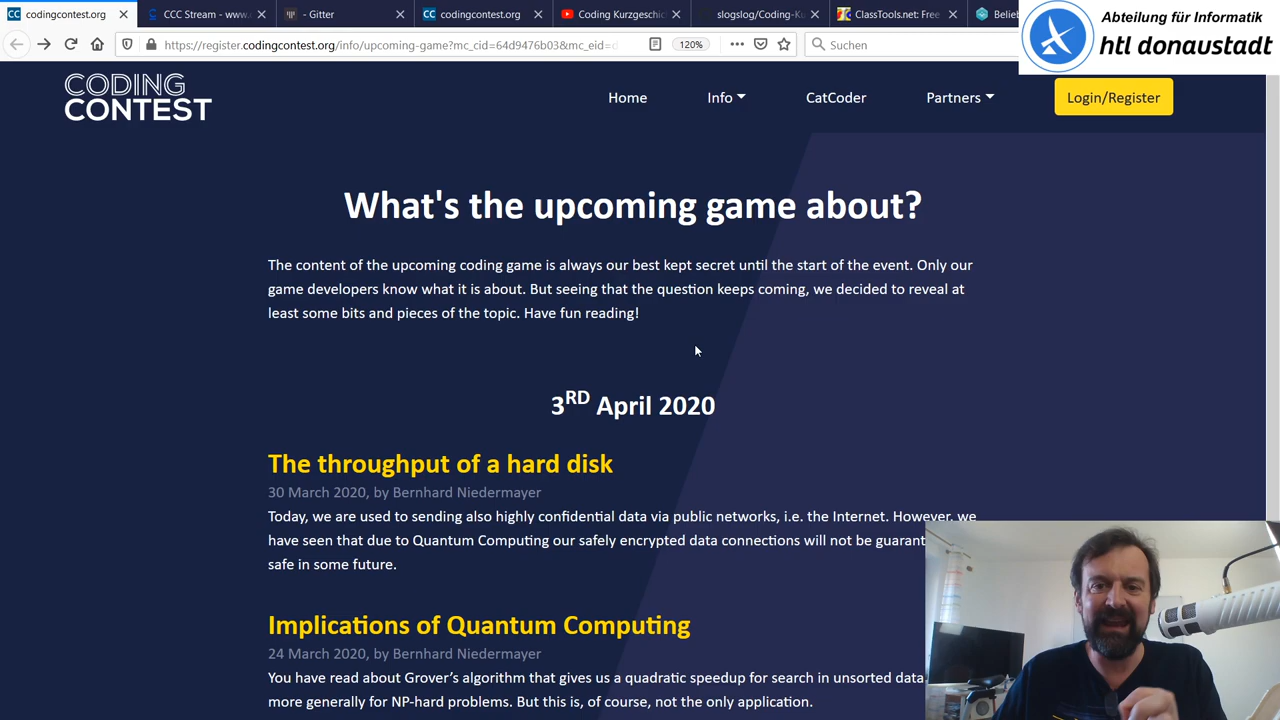 codingcontest.org
CCC Stream - www.
- Gitter
codingcontest.org
Coding Kurzgeschic
slogslog/Coding-Ku
ClassTools.net: Free
Belieb
https://register.codingcontest.org/info/upcoming-game?mc_cid=64d9476b03&mc_eid=d
120%
Suchen
Abteilung für Informatik
htl donaustadt
CODING
CONTEST
Home
Info
CatCoder
Partners
Login/Register
What's the upcoming game about?
The content of the upcoming coding game is always our best kept secret until the start of the event. Only our
game developers know what it is about. But seeing that the question keeps coming, we decided to reveal at
least some bits and pieces of the topic. Have fun reading!
3RD April 2020
The throughput of a hard disk
30 March 2020, by Bernhard Niedermayer
Today, we are used to sending also highly confidential data via public networks, i.e. the Internet. However, we
have seen that due to Quantum Computing our safely encrypted data connections will not be guarant
safe in some future.
Implications of Quantum Computing
24 March 2020, by Bernhard Niedermayer
You have read about Grover's algorithm that gives us a quadratic speedup for search in unsorted data
more generally for NP-hard problems. But this is, of course, not the only application.